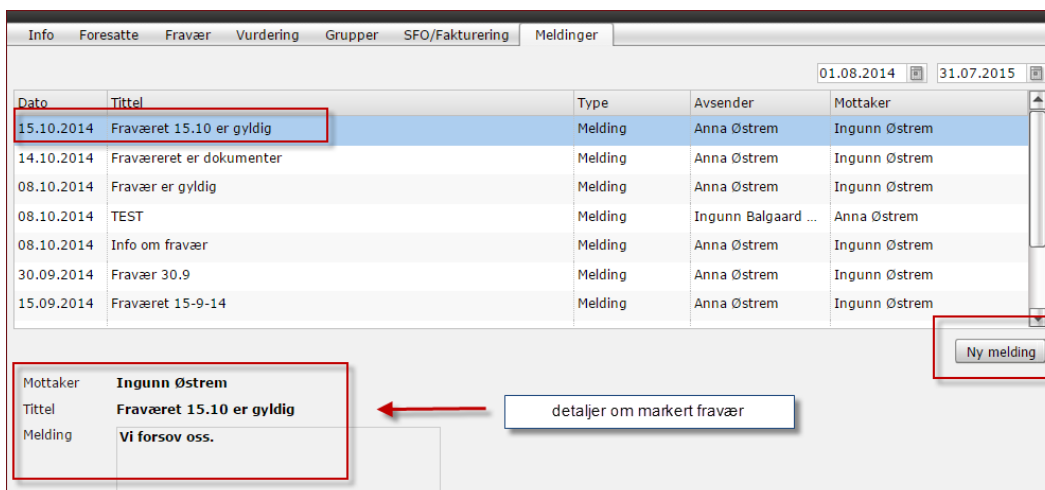 Info Foresatte Fravær Vurdering Grupper SFO/Fakturering Meldinger
01.08.2014 31.07.2015
Dato Tittel Type Avsender Mottaker
15.10.2014 Fraværet 15.10 er gyldig Melding Anna Østrem Ingunn Østrem
14.10.2014 Fraværeret er dokumenter Melding Anna Østrem Ingunn Østrem
08.10.2014 Fravær er gyldig Melding Anna Østrem Ingunn Østrem
08.10.2014 TEST Melding Ingunn Balgaard ... Anna Østrem
08.10.2014 Info om fravær Melding Anna Østrem Ingunn Østrem
30.09.2014 Fravær 30.9 Melding Anna Østrem Ingunn Østrem
15.09.2014 Fraværet 15-9-14 Melding Anna Østrem Ingunn Østrem
Ny melding
Mottaker Ingunn Østrem
Tittel Fraværet 15.10 er gyldig
detaljer om markert fravær
Melding Vi forsov oss.